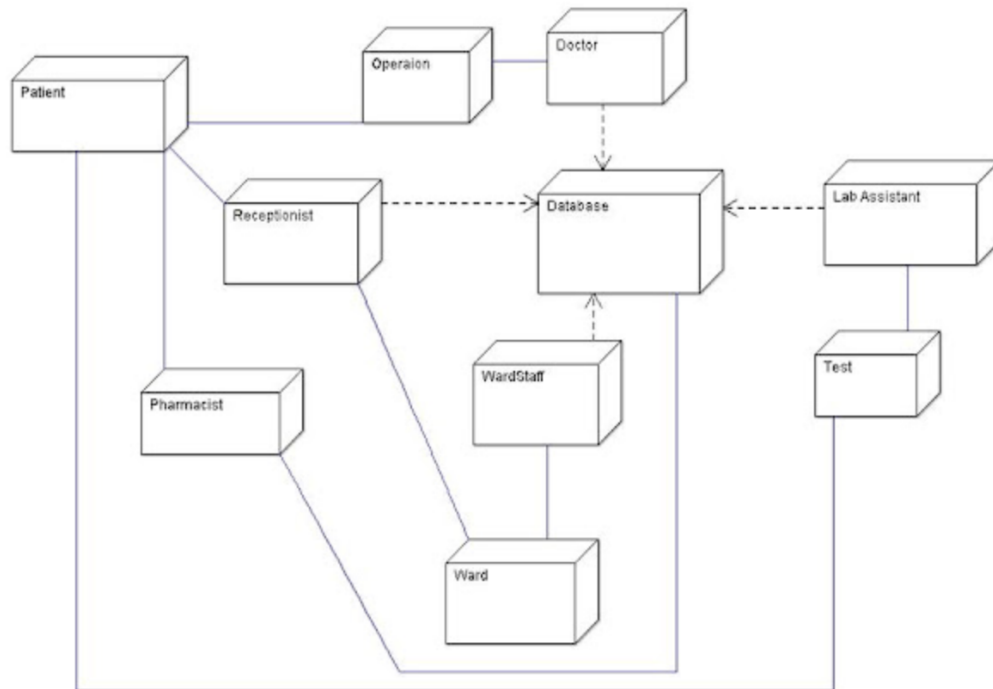 Doctor
Operaion
Patient
Lab Assistant
Receptionist
Database
WardStaff
Test
Pharmacist
Ward